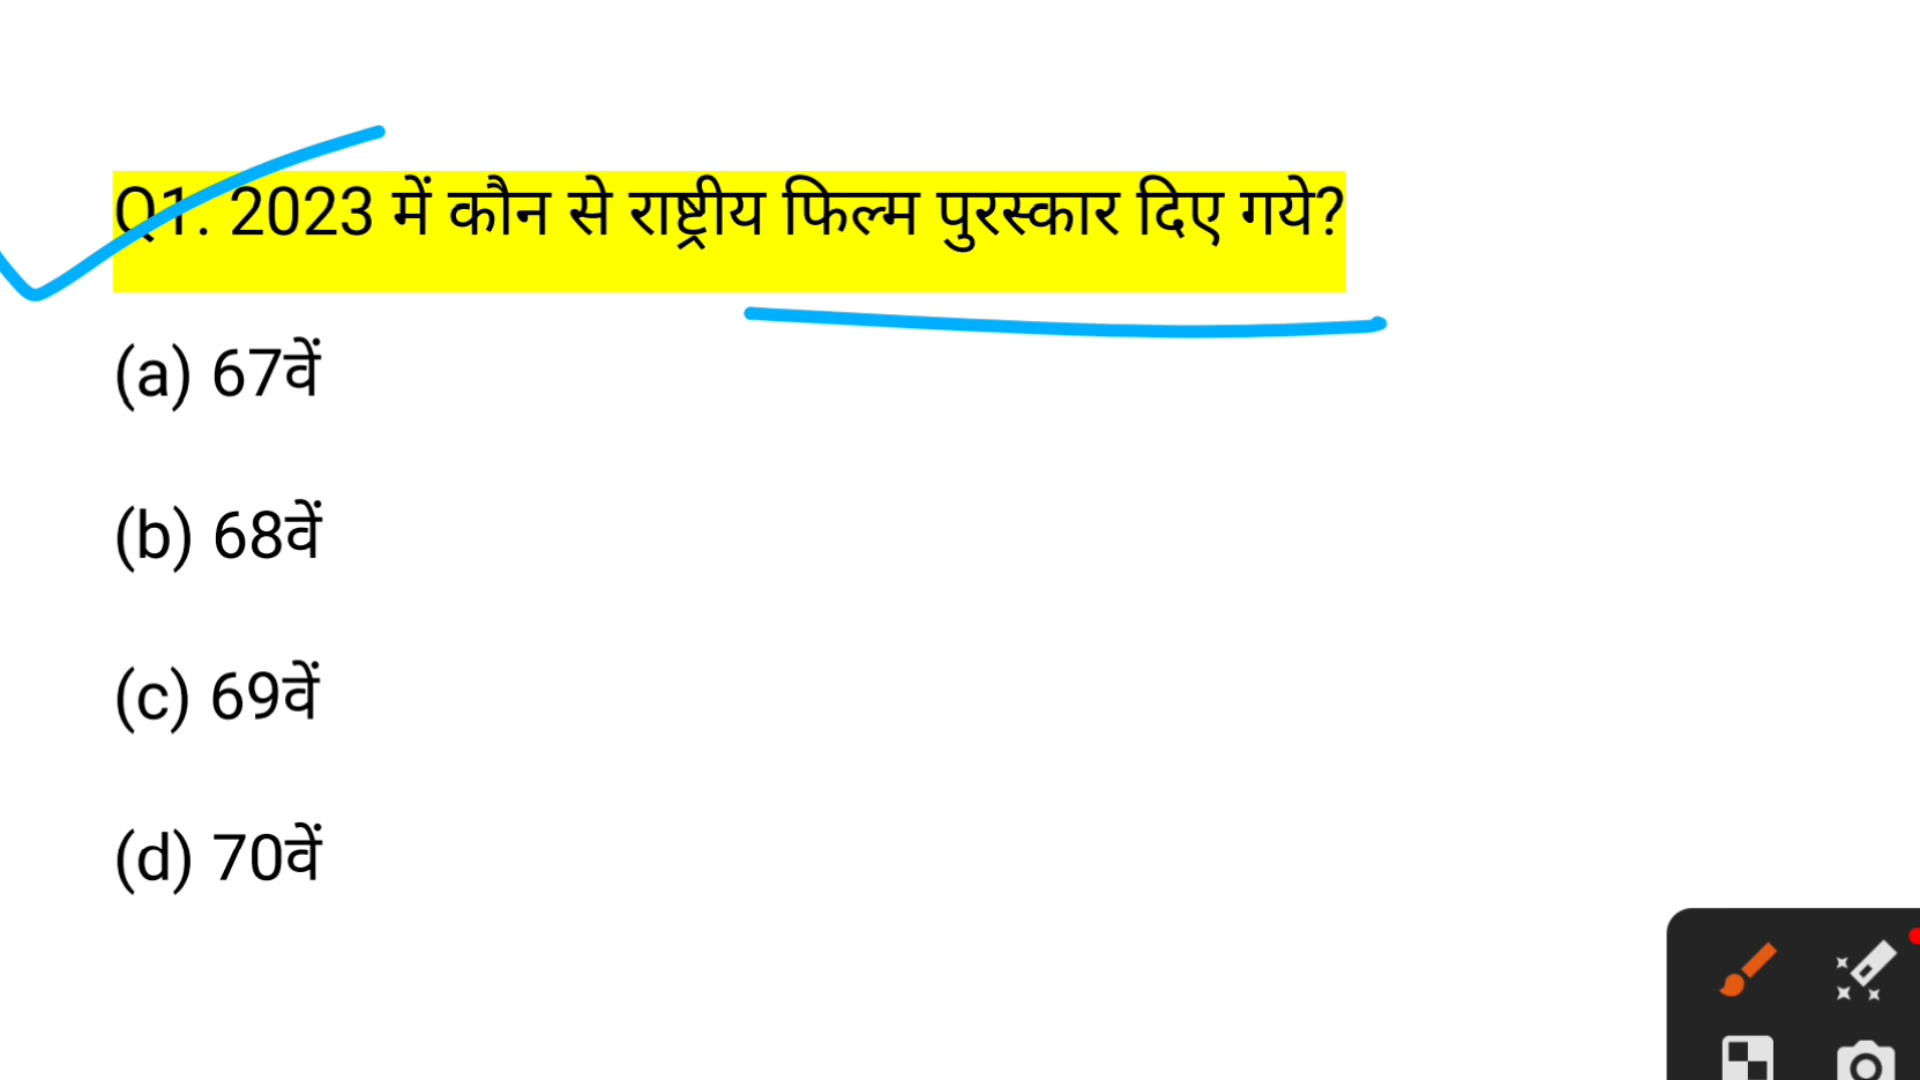 Q1. 2023 में कौन से राष्ट्रीय फिल्म पुरस्कार दिए गये?
(a) 67वें
(b) 68वें
(c) 69वें
(d) 70वें